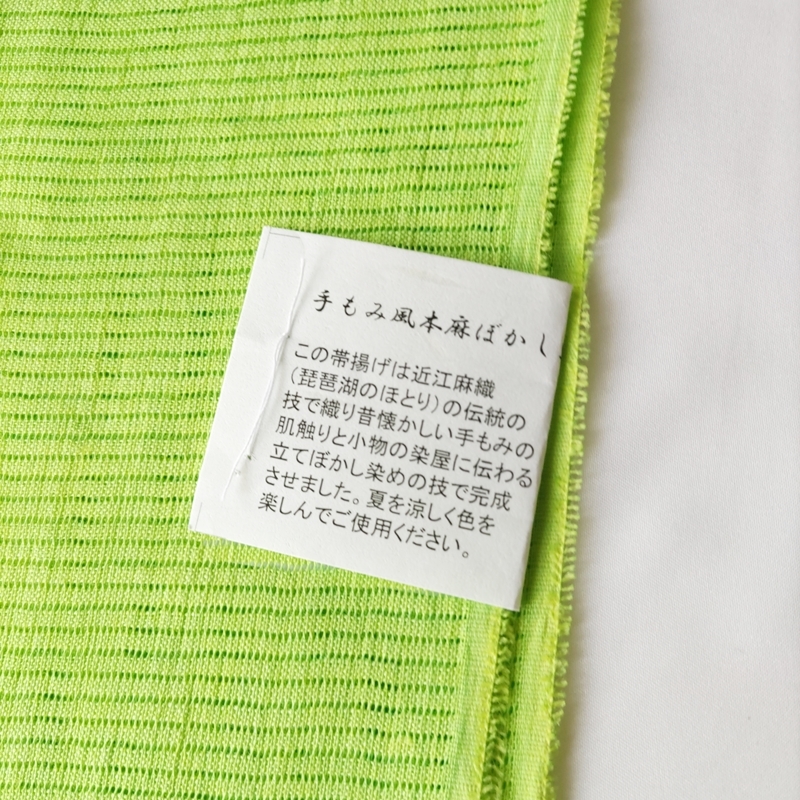 手もみ風本麻ぼかし
この帯揚げは近江麻織
(琵琶湖のほとり)の伝統の
技で織り昔懐かしい手もみの
肌触りと小物の染屋に伝わる
立てぼかし染めの技で完成
させました。夏を涼しく色を
楽しんでご使用ください。